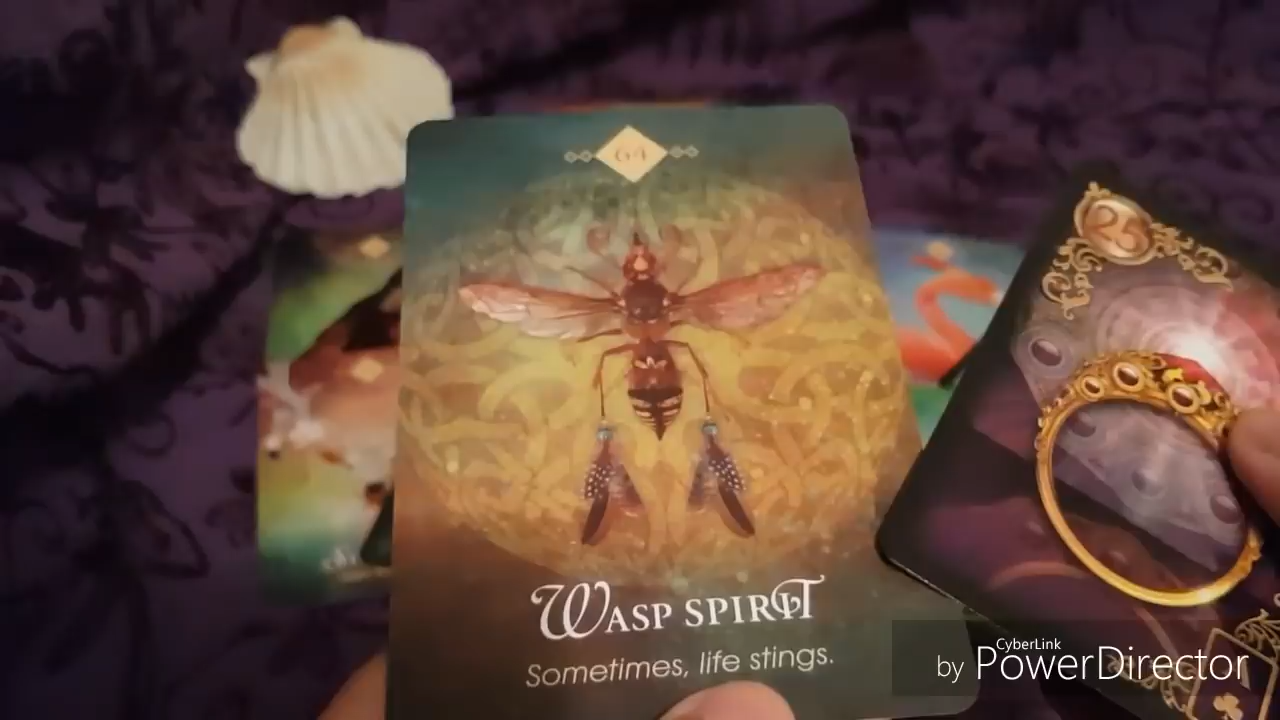 64
25
WASP SPIRIT
Sometimes, life stings.
CyberLink
by PowerDirector